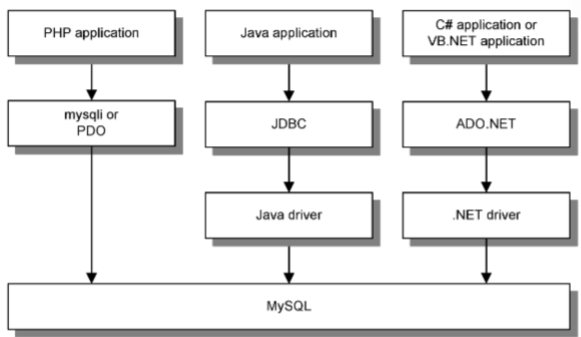 PHP application
Java application
C# application or
VB.NET application
mysqli or
PDO
JDBC
ADO.NET
Java driver
.NET driver
MySQL